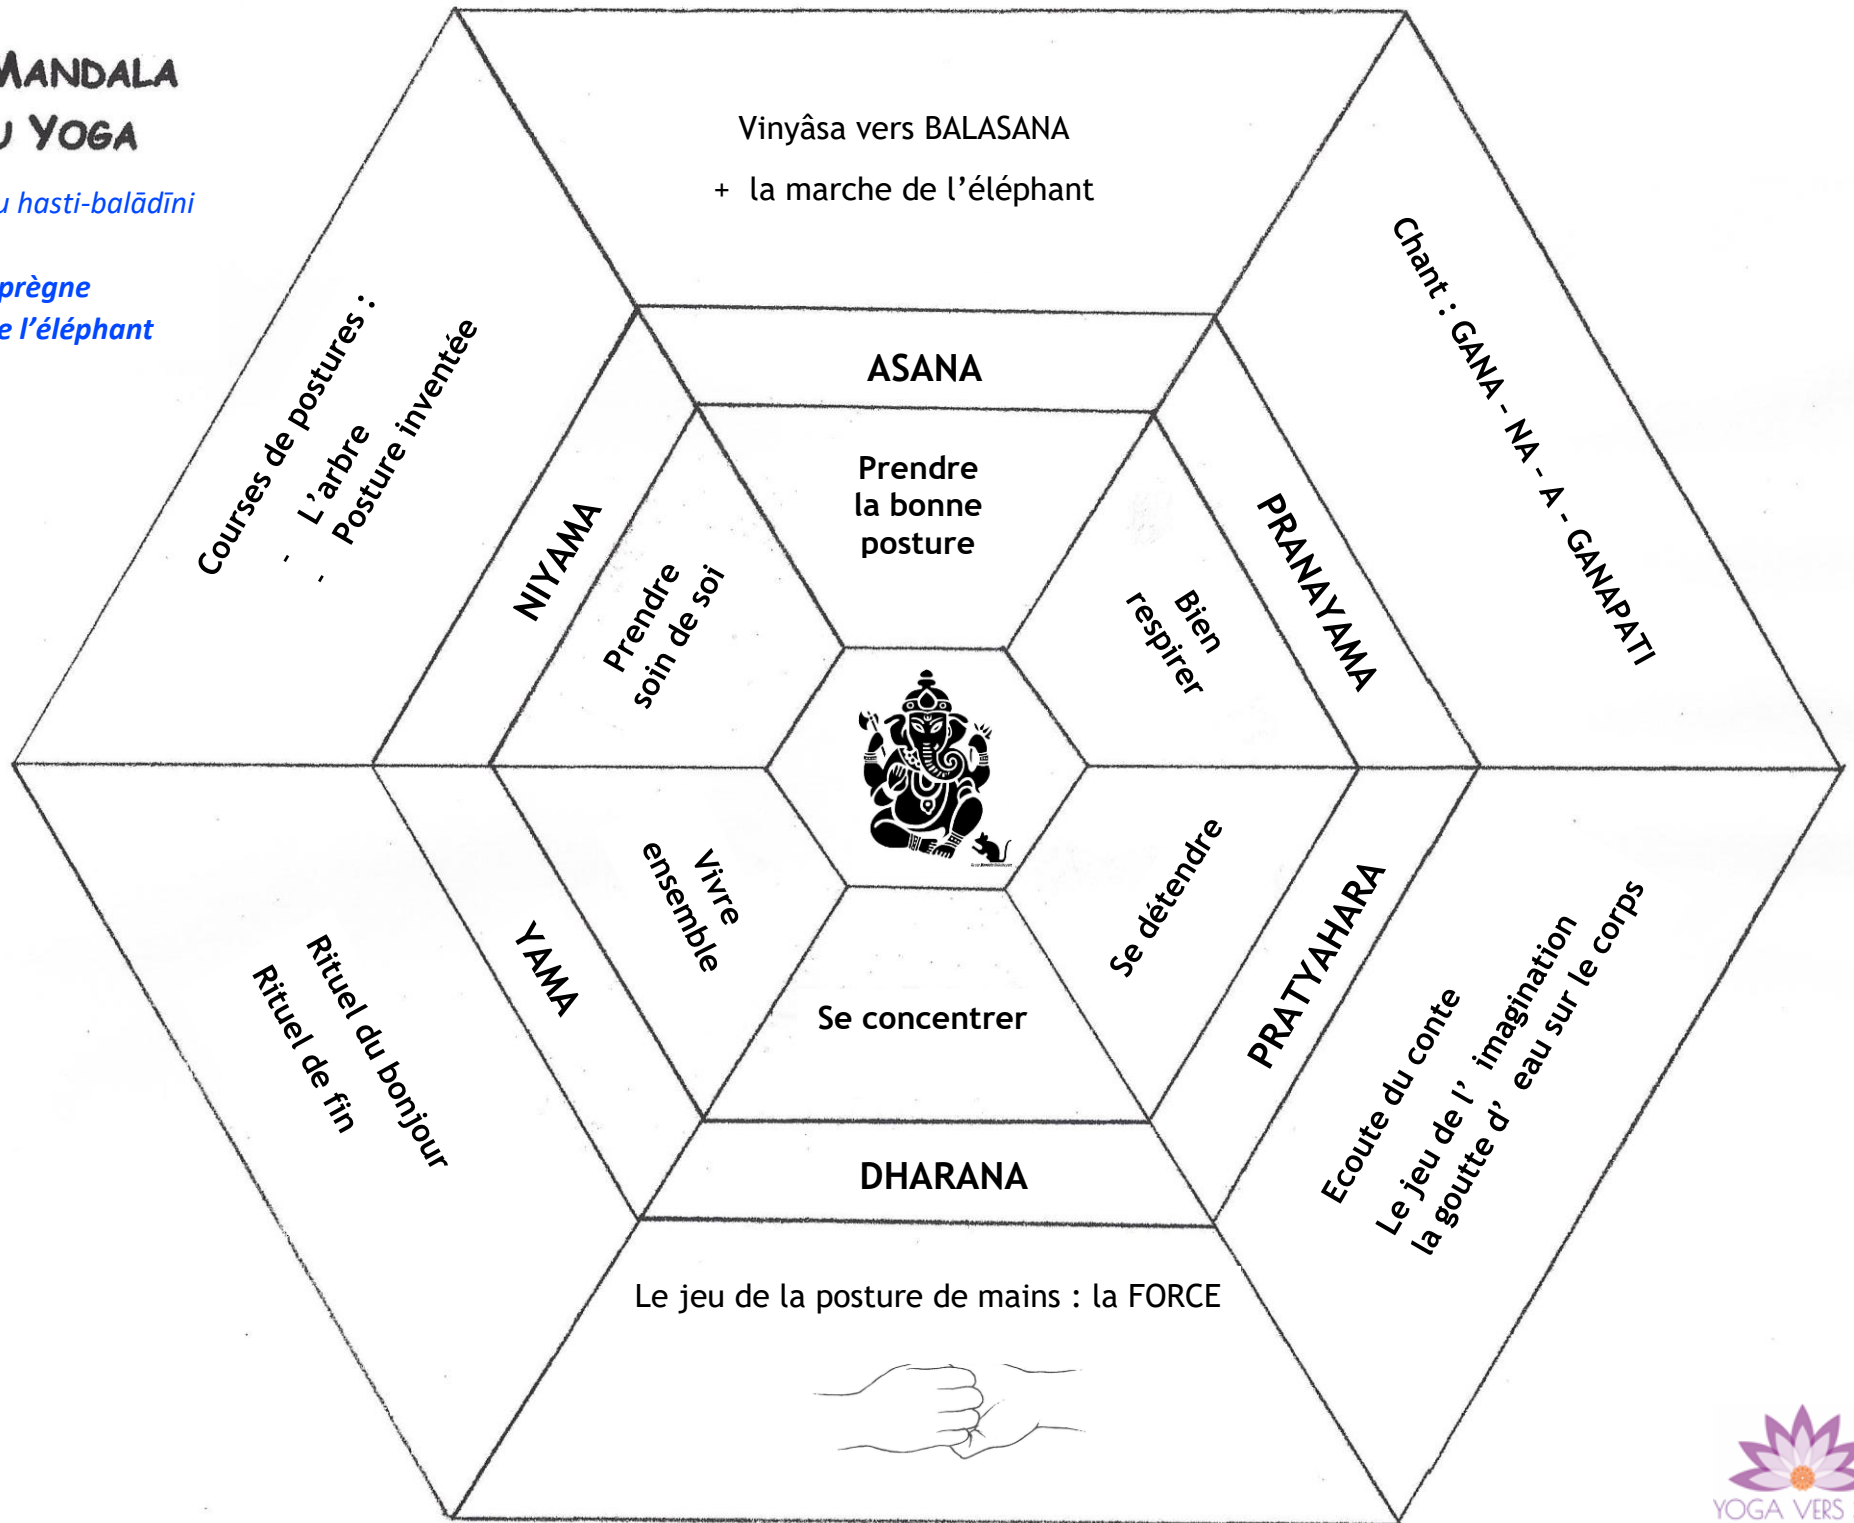 MANDALA
U YOGA
u hasti-balādīni
prègne
e l'éléphant
Vinyâsa vers BALASANA
+ la marche de l'éléphant
Chant : GANA - NA - A - GANAPATI
Courses de postures :
- L'arbre
- Posture inventée
ASANA
Prendre
la bonne
posture
NIYAMA
Prendre
soin de soi
PRANAYAMA
Bien
respirer
YAMA
Vivre
ensemble
Rituel du bonjour
Rituel de fin
PRATYAHARA
Se détendre
Ecoute du conte
Le jeu de l' imagination
la goutte d' eau sur le corps
Se concentrer
DHARANA
Le jeu de la posture de mains : la FORCE
YOGA VERS